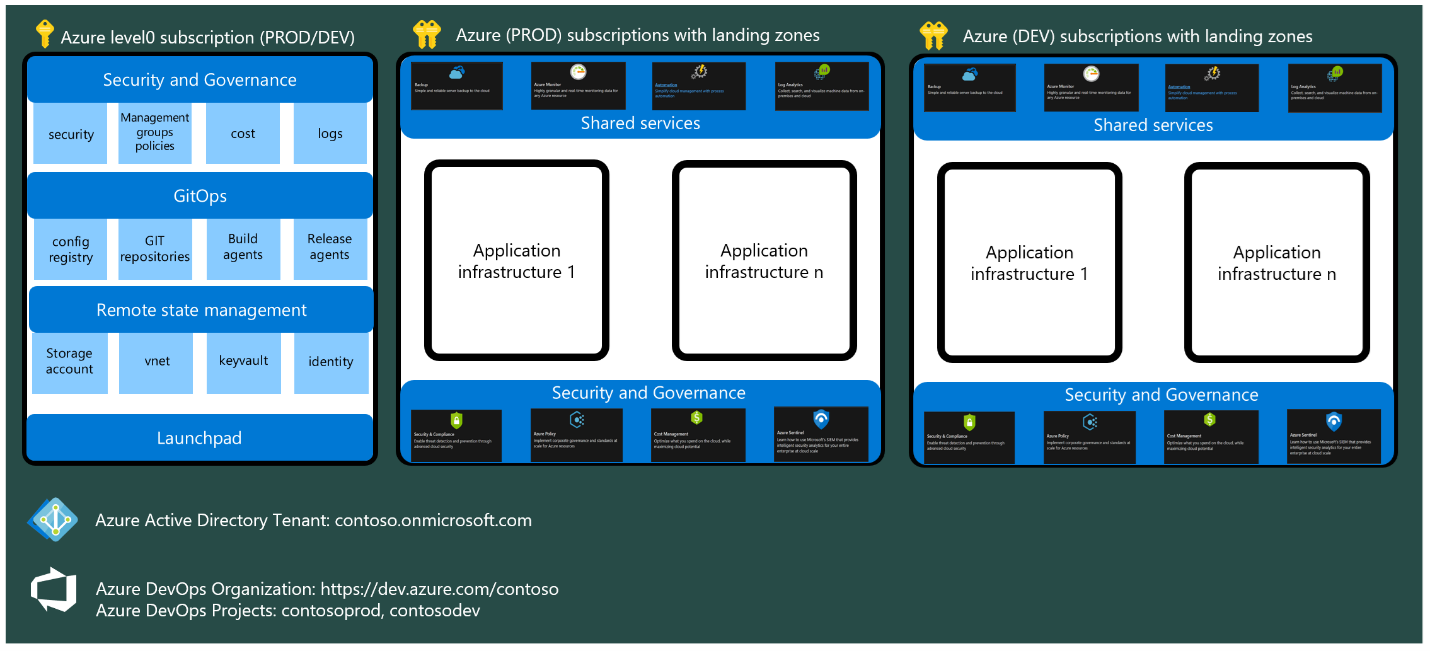 Azure level0 subscription (PROD/DEV)
Security and Governance
security
Management
groups
policies
cost
logs
GitOps
config
registry
GIT
repositories
Build
agents
Release
agents
Remote state management
Storage
account
vnet
keyvault
identity
Launchpad
Azure (PROD) subscriptions with landing zones
Backup
Simple and reliable server backup to the cloud
Azure Monitor
Highly granular and real-time monitoring data for
any Azure resource
Automation
Simplify cloud management with process
automation
Log Analytics
Collect, search, and visualize machine data from on-
premises and cloud
Shared services
Application
infrastructure 1
Application
infrastructure n
Security and Governance
Security & Compliance
Enable threat detection and prevention through
advanced cloud security
Azure Policy
Implement corporate governance and standards at
scale for Azure resources
Cost Management
Optimize what you spend on the cloud, while
maximizing cloud potential
Azure Sentinel
Learn how to use Microsoft's SIEM that provides
intelligent security analytics for your entire
enterprise at cloud scale
Azure (DEV) subscriptions with landing zones
Backup
Simple and reliable server backup to the cloud
Azure Monitor
Highly granular and real-time monitoring data for
any Azure resource
Automation
Simplify cloud management with process
automation
Log Analytics
Collect, search, and visualize machine data from on-
premises and cloud
Shared services
Application
infrastructure 1
Application
infrastructure n
Security and Governance
Security & Compliance
Enable threat detection and prevention through
advanced cloud security
Azure Policy
Implement corporate governance and standards at
scale for Azure resources
Cost Management
Optimize what you spend on the cloud, while
maximizing cloud potential
Azure Sentinel
Learn how to use Microsoft's SIEM that provides
intelligent security analytics for your entire
enterprise at cloud scale
Azure Active Directory Tenant: contoso.onmicrosoft.com
Azure DevOps Organization: https://dev.azure.com/contoso
Azure DevOps Projects: contosoprod, contosodev